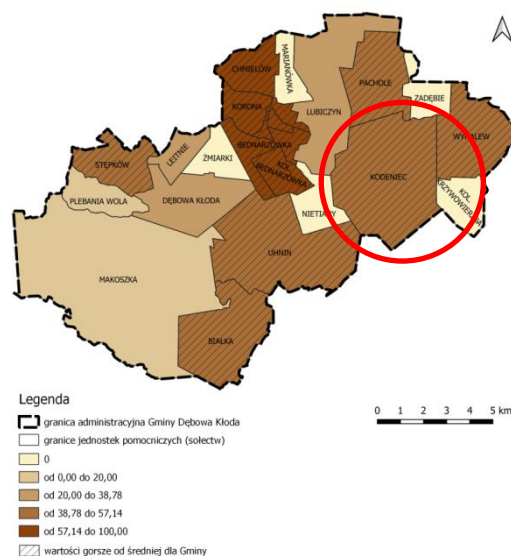 MARIANÓWKA
CHMIELÓW
PACHOLE
ZADĘBIE
KORONA
LUBICZYN
BEDNARZÓWKA
LEITNIE
STĘPKÓW
ŻMIARKI
KOL.
BEDNARZÓWKA
KODENIEC
KOL.
PLEBANIA WOLA
DĘBOWA KŁODA
NIETIAHY
UHNIN
MAKOSZKA
BIAŁKA
Legenda
granica administracyjna Gminy Dębowa Kłoda
granice jednostek pomocniczych (sołectw)
0 1 2 3 4 5 km
0
od 0,00 do 20,00
od 20,00 do 38,78
od 38,78 do 57,14
od 57,14 do 100,00
wartości gorsze od średniej dla Gminy